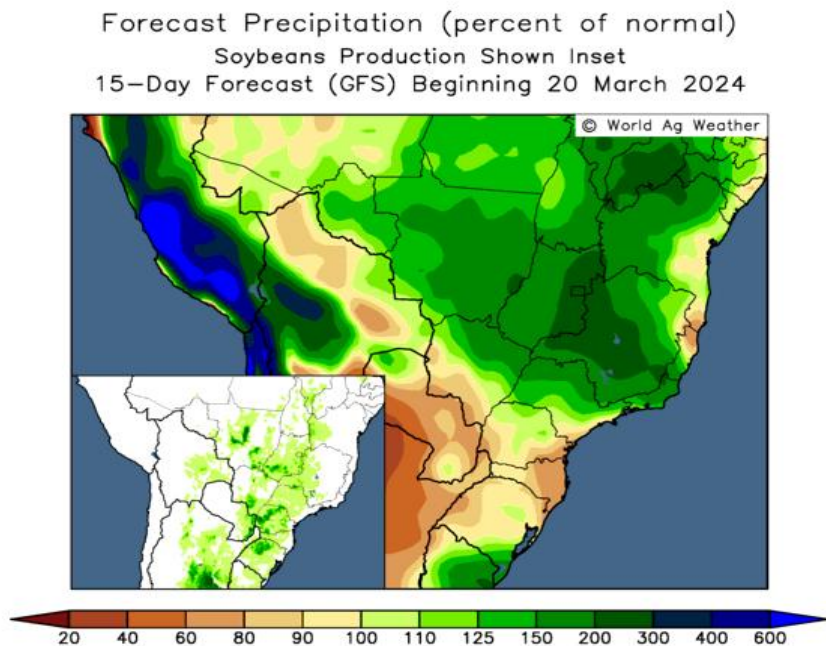 Forecast Precipitation (percent of normal)
Soybeans Production Shown Inset
15-Day Forecast (GFS) Beginning 20 March 2024
© World Ag Weather
20 40 60 80 90 100 110 125 150 200 300 400 600